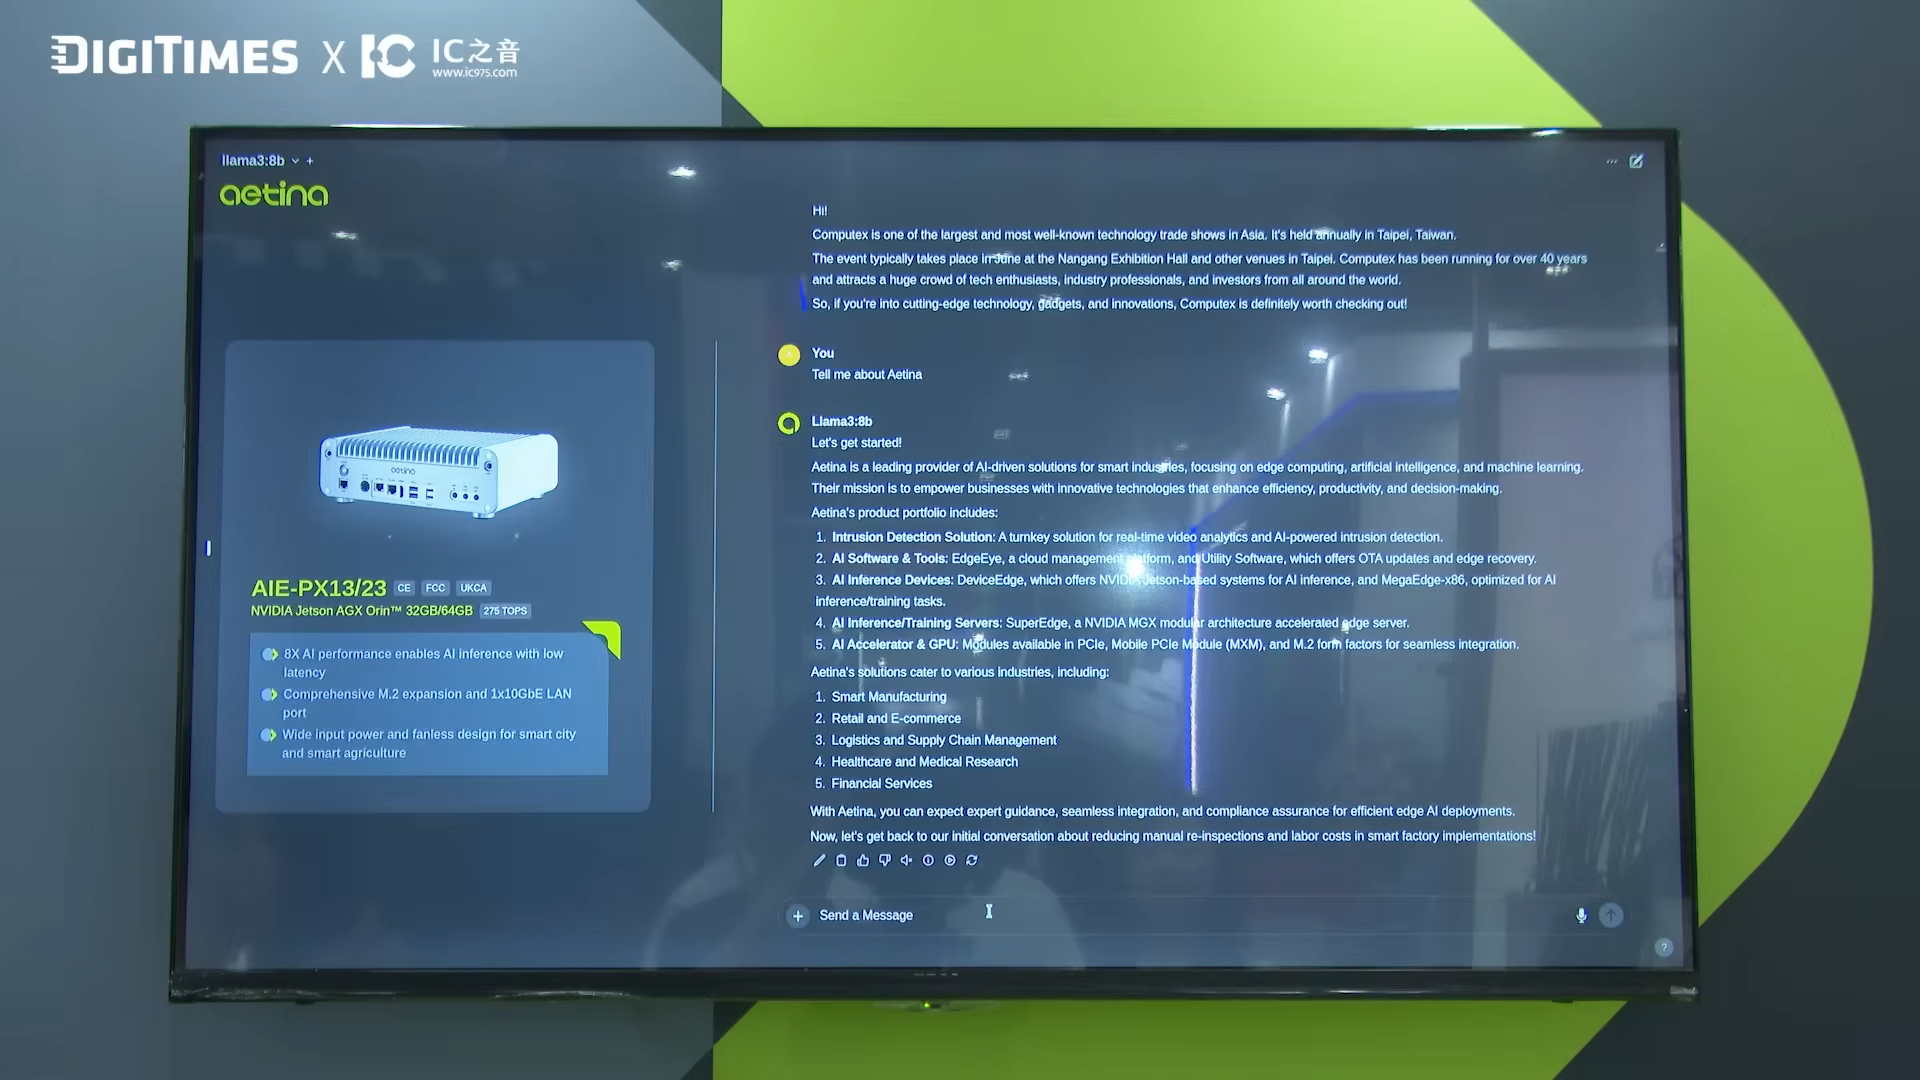 DIGITIMES X IC IC之音
www.ic975.com
llama3:8b
aetina
Hi!
Computex is one of the largest and most well-known technology trade shows in Asia. It's held annually in Taipei, Taiwan.
The event typically takes place in June at the Nangang Exhibition Hall and other venues in Taipei. Computex has been running for over 40 years
and attracts a huge crowd of tech enthusiasts, industry professionals, and investors from all around the world.
So, if you're into cutting-edge technology, gadgets, and innovations, Computex is definitely worth checking out!
You
Tell me about Aetina
Llama3:8b
Let's get started!
Aetina is a leading provider of AI-driven solutions for smart industries, focusing on edge computing, artificial intelligence, and machine learning.
Their mission is to empower businesses with innovative technologies that enhance efficiency, productivity, and decision-making.
Aetina's product portfolio includes:
1. Intrusion Detection Solution: A turnkey solution for real-time video analytics and AI-powered intrusion detection.
2. AI Software & Tools: EdgeEye, a cloud management platform, and Utility Software, which offers OTA updates and edge recovery.
3. AI Inference Devices: DeviceEdge, which offers NVIDIA Jetson-based systems for AI inference, and MegaEdge-x86, optimized for AI
inference/training tasks.
4. AI Inference/Training Servers: SuperEdge, a NVIDIA MGX modular architecture accelerated edge server.
5. AI Accelerator & GPU: Modules available in PCIe, Mobile PCIe Module (MXM), and M.2 form factors for seamless integration.
Aetina's solutions cater to various industries, including:
1. Smart Manufacturing
2. Retail and E-commerce
3. Logistics and Supply Chain Management
4. Healthcare and Medical Research
5. Financial Services
With Aetina, you can expect expert guidance, seamless integration, and compliance assurance for efficient edge AI deployments.
Now, let's get back to our initial conversation about reducing manual re-inspections and labor costs in smart factory implementations!
Send a Message
?
aetina
AIE-PX13/23 CE FCC UKCA
NVIDIA Jetson AGX Orin™ 32GB/64GB 275 TOPS
8X AI performance enables AI inference with low
latency
Comprehensive M.2 expansion and 1x10GbE LAN
port
Wide input power and fanless design for smart city
and smart agriculture